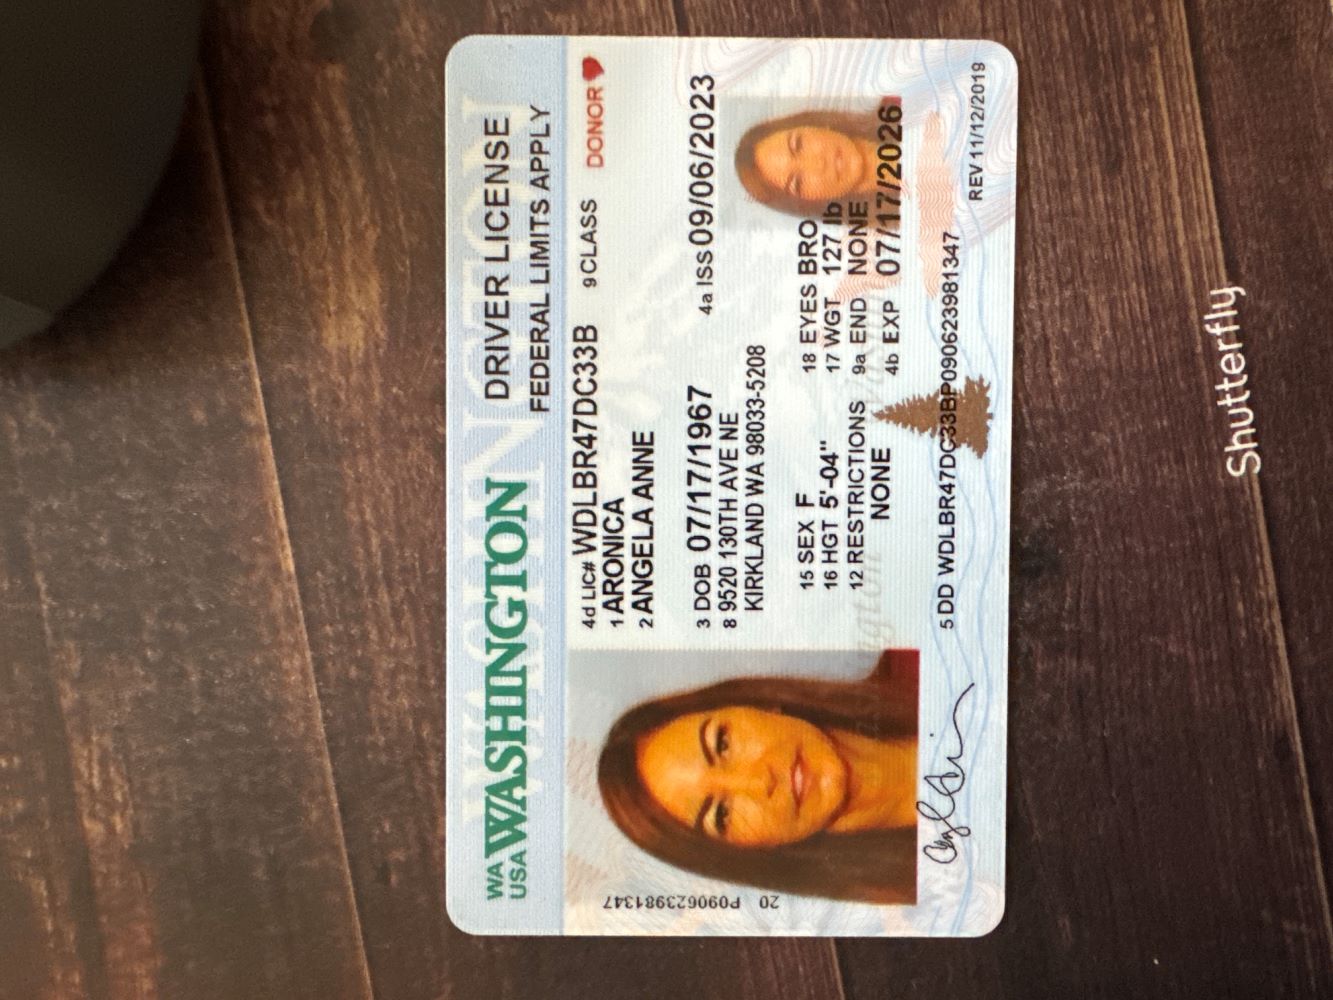 WA
USA
WASHINGTON
DRIVER LICENSE
FEDERAL LIMITS APPLY
4d LIC# WDLBR47DC33B
9 CLASS
DONOR
1 ARONICA
2 ANGELA ANNE
3 DOB 07/17/1967
4a ISS 09/06/2023
8 9520 130TH AVE NE
KIRKLAND WA 98033-5208
15 SEX F
18 EYES BRO
16 HGT 5'-04"
17 WGT 127 lb
12 RESTRICTIONS
NONE
9a END NONE
4b EXP 07/17/2026
5 DD WDLBR47DC33BP090623981347
REV 11/12/2019
20 P090623981347
Shutterfly